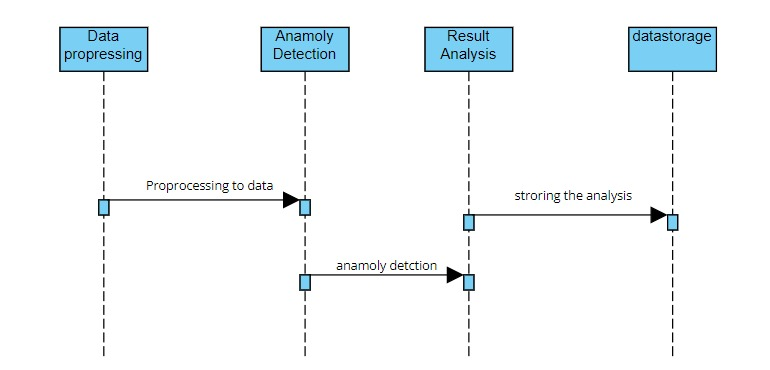 Data
propressing
Anamoly
Detection
Result
Analysis
datastorage
Proprocessing to data
stroring the analysis
anamoly detction